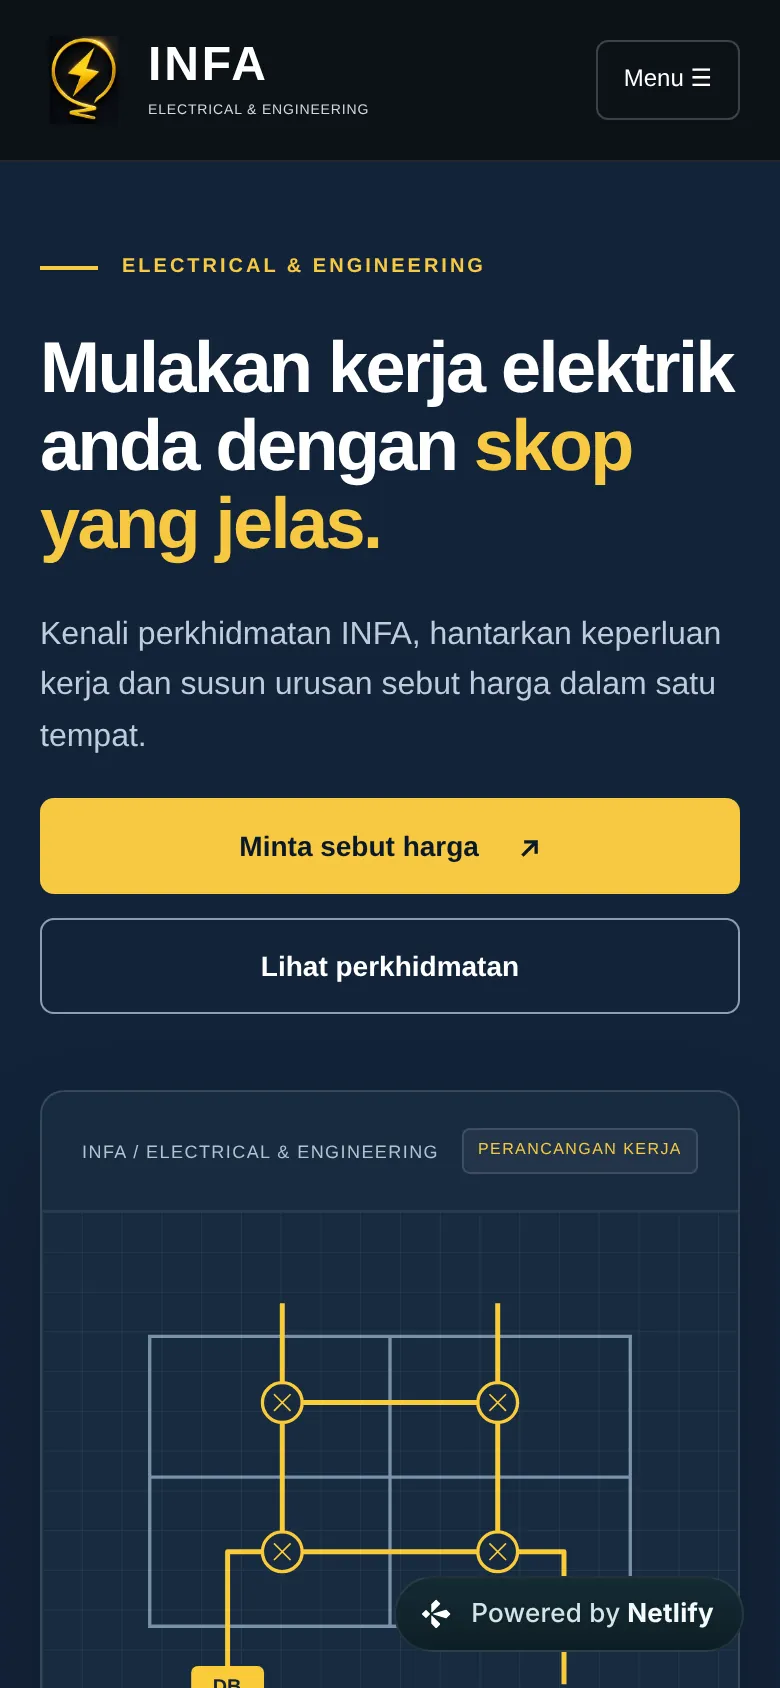 INFA
ELECTRICAL & ENGINEERING
Menu ☰
ELECTRICAL & ENGINEERING
Mulakan kerja elektrik
anda dengan skop
yang jelas.
Kenali perkhidmatan INFA, hantarkan keperluan
kerja dan susun urusan sebut harga dalam satu
tempat.
Minta sebut harga ↗
Lihat perkhidmatan
INFA / ELECTRICAL & ENGINEERING
PERANCANGAN KERJA
Powered by Netlify
DB